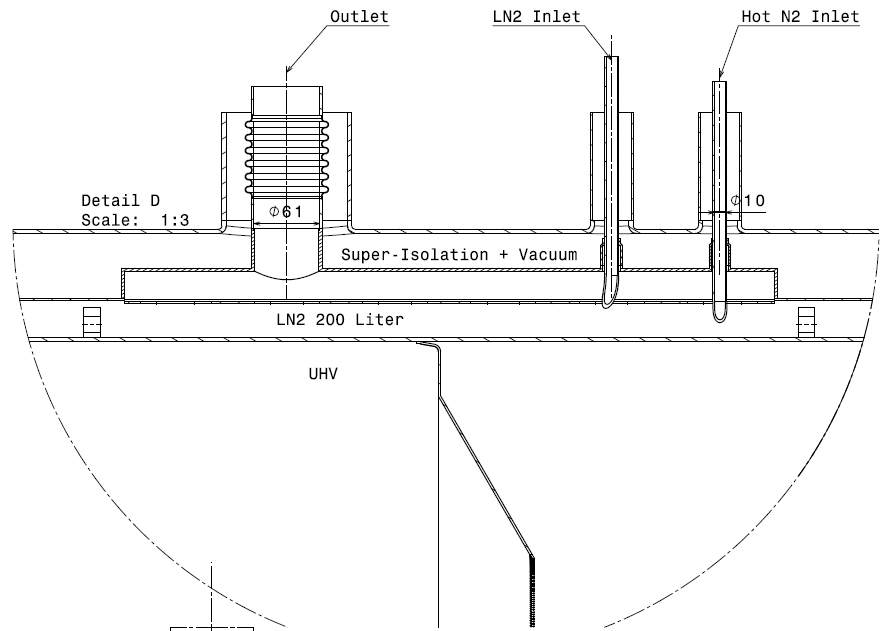 Outlet
LN2 Inlet
Hot N2 Inlet
Detail D
Scale: 1:3
Φ61
Φ10
Super-Isolation + Vacuum
LN2 200 Liter
UHV